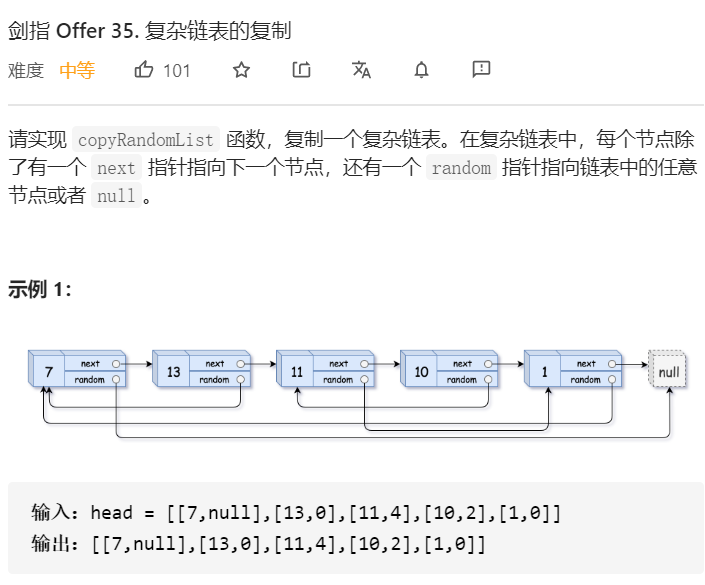 剑指 Offer 35. 复杂链表的复制
难度 中等 101
请实现 copyRandomList 函数，复制一个复杂链表。在复杂链表中，每个节点除
了有一个 next 指针指向下一个节点，还有一个 random 指针指向链表中的任意
节点或者 null 。
示例 1：
7 next random 13 next random 11 next random 10 next random 1 next random null
输入：head = [[7,null],[13,0],[11,4],[10,2],[1,0]]
输出：[[7,null],[13,0],[11,4],[10,2],[1,0]]